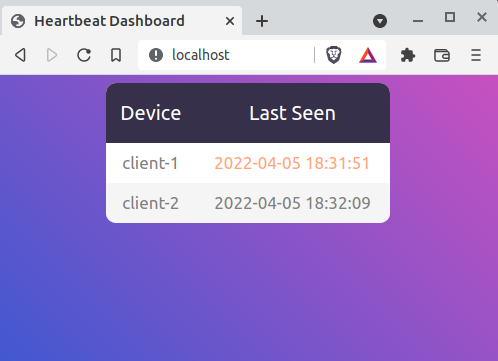 Heartbeat Dashboard
localhost
Device Last Seen
client-1 2022-04-05 18:31:51
client-2 2022-04-05 18:32:09